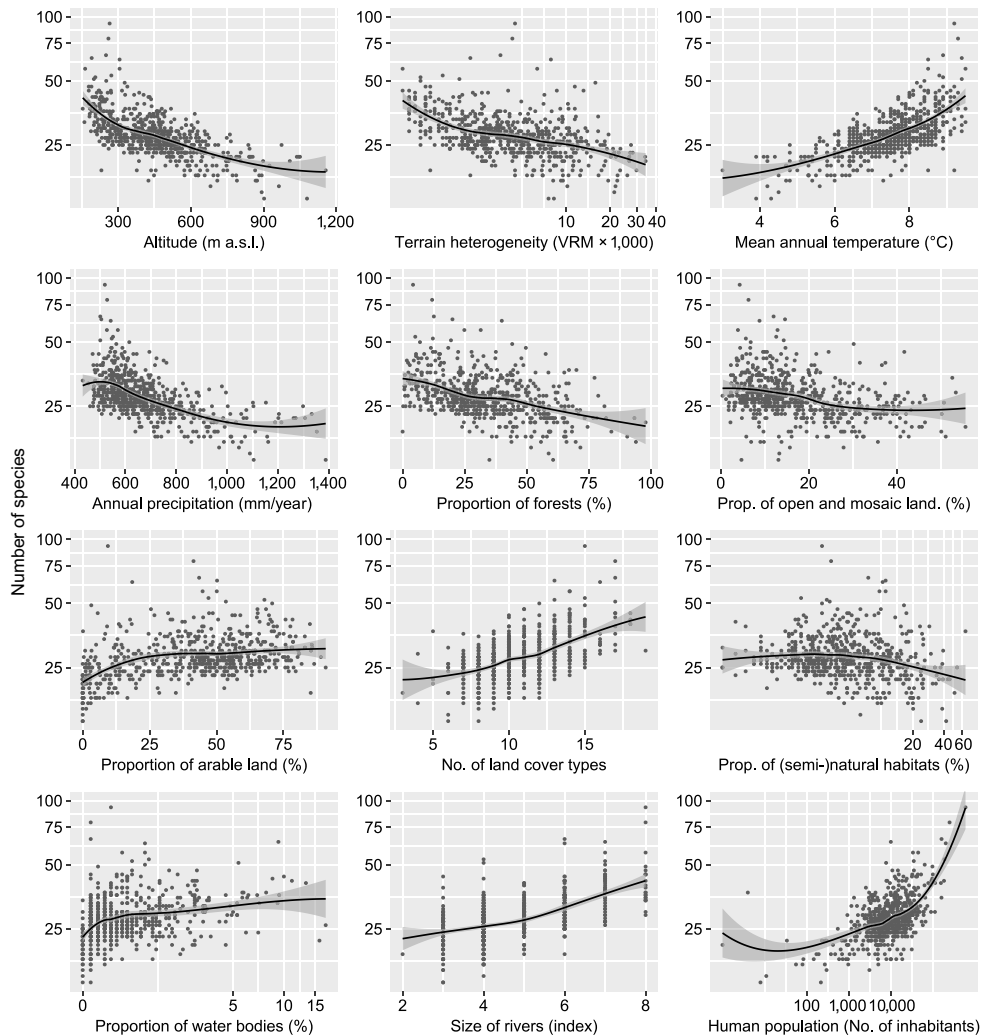 100
75
50
25
300 600 900 1,200
Altitude (m a.s.l.)
10 20 30 40
Terrain heterogeneity (VRM × 1,000)
100
75
50
25
4 6 8
Mean annual temperature (°C)
Number of species
100
75
50
25
400 600 800 1,000 1,200 1,400
Annual precipitation (mm/year)
100
75
50
25
0 25 50 75 100
Proportion of forests (%)
100
75
50
25
0 20 40
Prop. of open and mosaic land. (%)
100
75
50
25
0 25 50 75
Proportion of arable land (%)
100
75
50
25
5 10 15
No. of land cover types
100
75
50
25
20 40 60
Prop. of (semi-)natural habitats (%)
100
75
50
25
0 5 10 15
Proportion of water bodies (%)
100
75
50
25
2 4 6 8
Size of rivers (index)
100
75
50
25
100 1,000 10,000
Human population (No. of inhabitants)
100
75
50
25